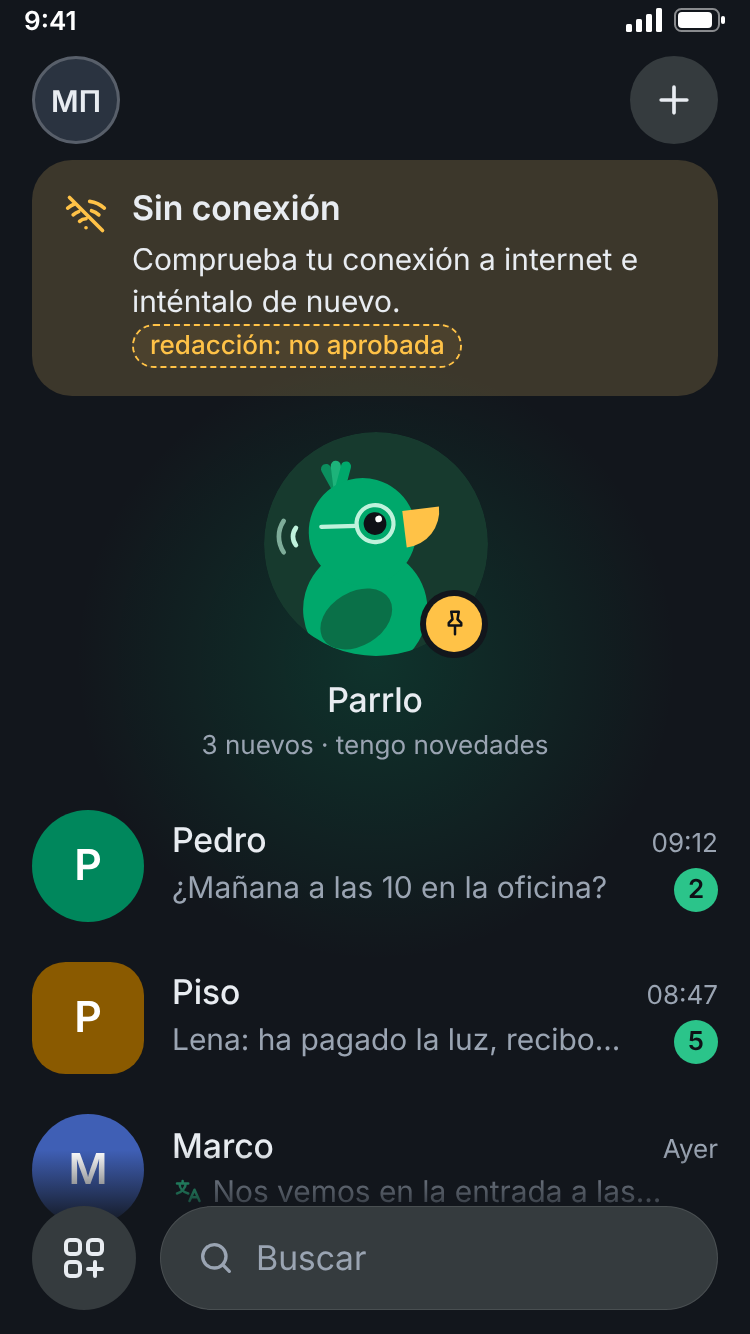 9:41
МП
Sin conexión
Comprueba tu conexión a internet e
inténtalo de nuevo.
redacción: no aprobada
Parrlo
3 nuevos · tengo novedades
P
Pedro
09:12
¿Mañana a las 10 en la oficina?
2
P
Piso
08:47
Lena: ha pagado la luz, recibo...
5
M
Marco
Ayer
Nos vemos en la entrada a las...
Buscar